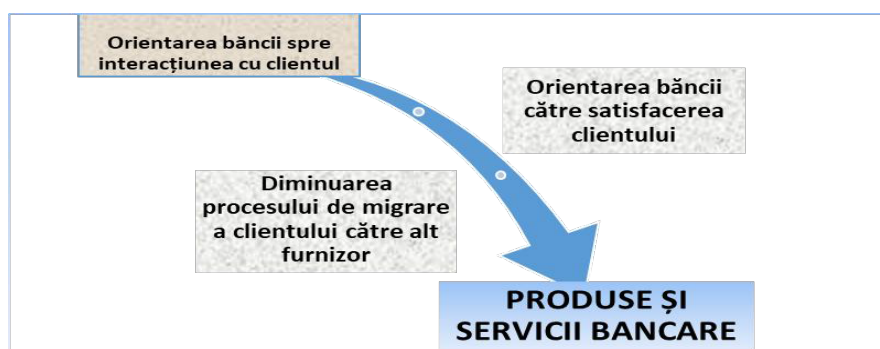 Orientarea băncii spre
interacțiunea cu clientul
Orientarea băncii
către satisfacerea
clientului
Diminuarea
procesului de migrare
a clientului către alt
furnizor
PRODUSE ȘI
SERVICII BANCARE